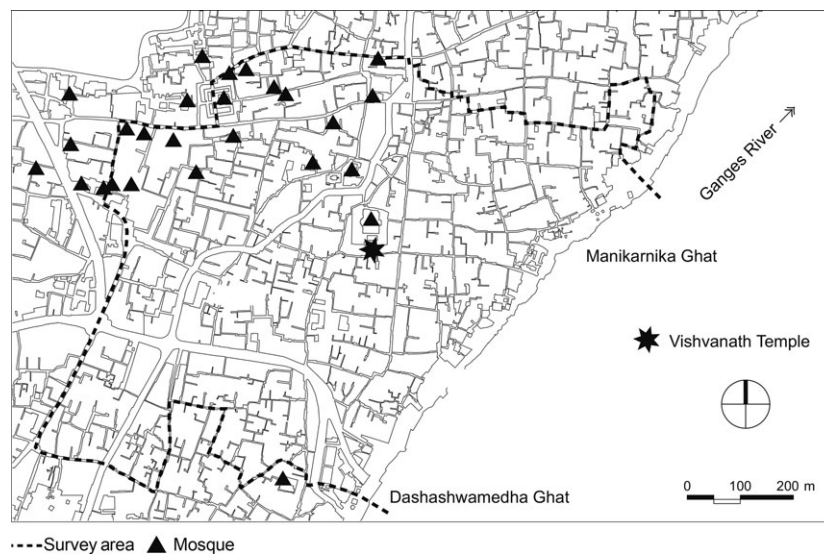 Ganges River
Manikarnika Ghat
Vishvanath Temple
0 100 200 m
Dashashwamedha Ghat
Survey area Mosque